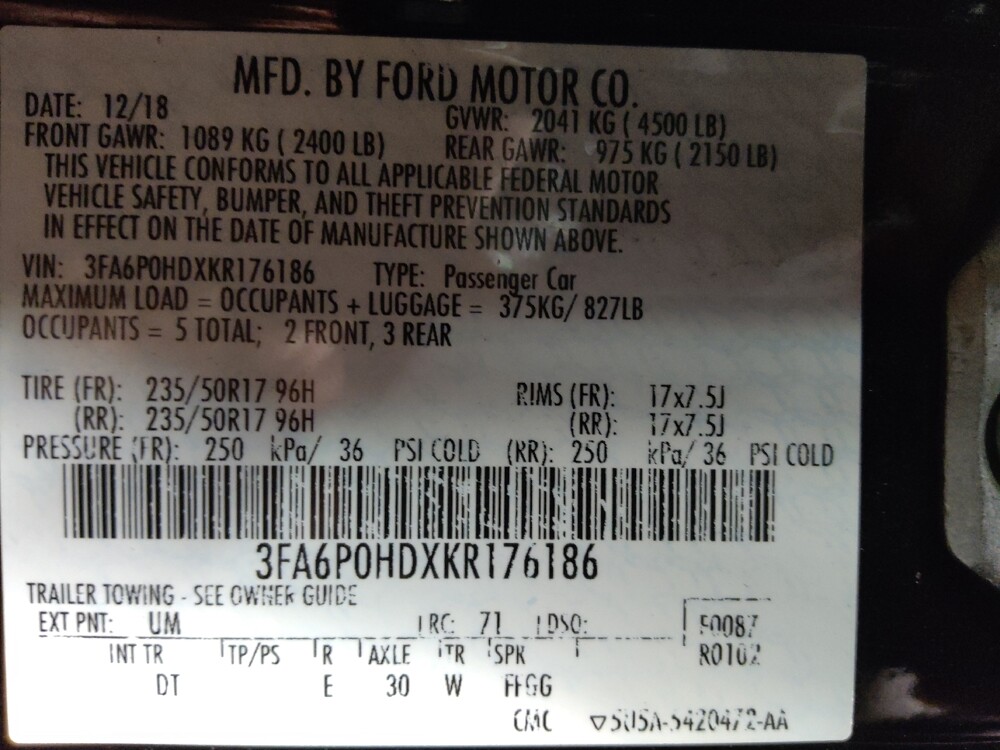 MFD. BY FORD MOTOR CO.
DATE: 12/18 GVWR: 2041 KG ( 4500 LB)
FRONT GAWR: 1089 KG ( 2400 LB) REAR GAWR: 975 KG ( 2150 LB)
THIS VEHICLE CONFORMS TO ALL APPLICABLE FEDERAL MOTOR
VEHICLE SAFETY, BUMPER, AND THEFT PREVENTION STANDARDS
IN EFFECT ON THE DATE OF MANUFACTURE SHOWN ABOVE.
VIN: 3FA6P0HDXKR176186 TYPE: Passenger Car
MAXIMUM LOAD = OCCUPANTS + LUGGAGE = 375KG/ 827LB
OCCUPANTS = 5 TOTAL; 2 FRONT, 3 REAR
TIRE (FR): 235/50R17 96H RIMS (FR): 17x7.5J
(RR): 235/50R17 96H (RR): 17x7.5J
PRESSURE (FR): 250 kPa/ 36 PSI COLD (RR): 250 kPa/ 36 PSI COLD
3FA6P0HDXKR176186
TRAILER TOWING - SEE OWNER GUIDE
EXT PNT: UM RC: 71 DSO: F0087
INT TR TP/PS R AXLE TR SPR R0102
DT E 30 W FFGG
CMC ▽5U5A-5420472-AA